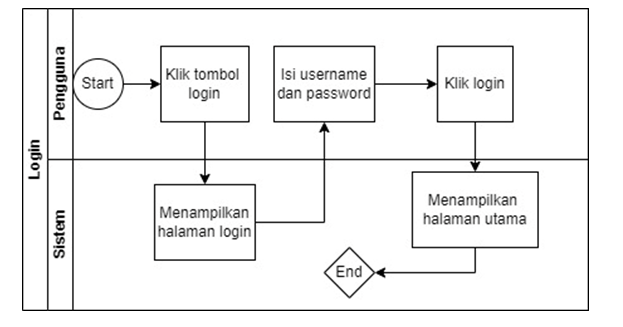 Login
Pengguna
Start
Klik tombol
login
Isi username
dan password
Klik login
Sistem
Menampilkan
halaman login
Menampilkan
halaman utama
End